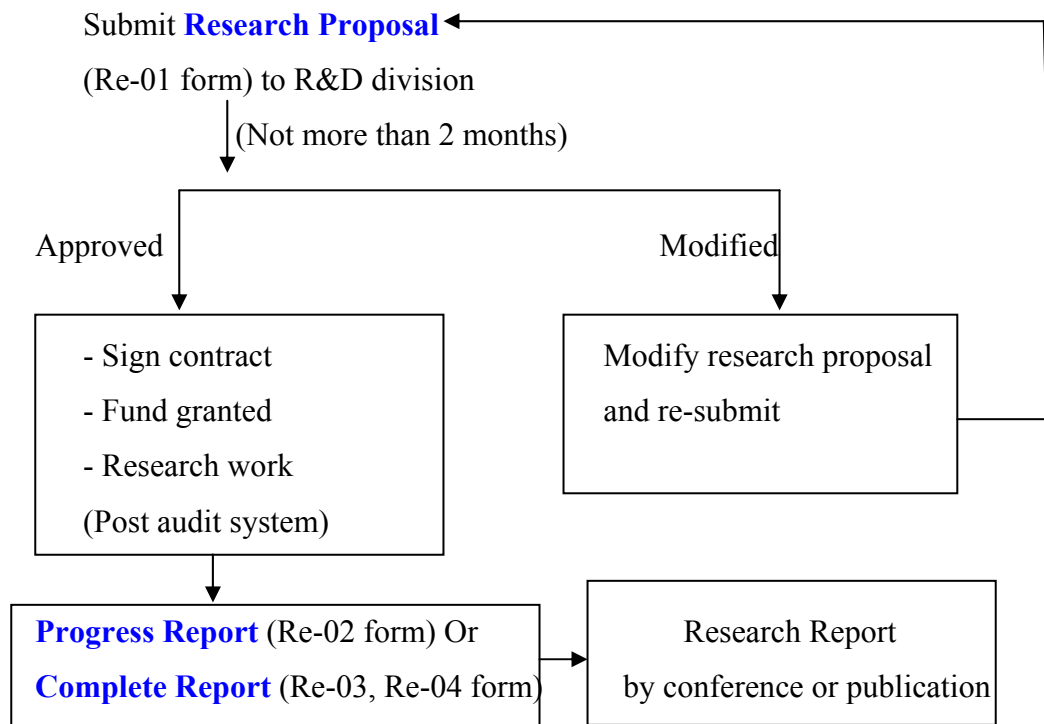 Submit Research Proposal
(Re-01 form) to R&D division
(Not more than 2 months)
Approved
Modified
- Sign contract
- Fund granted
- Research work
(Post audit system)
Modify research proposal
and re-submit
Progress Report (Re-02 form) Or
Complete Report (Re-03, Re-04 form)
Research Report
by conference or publication